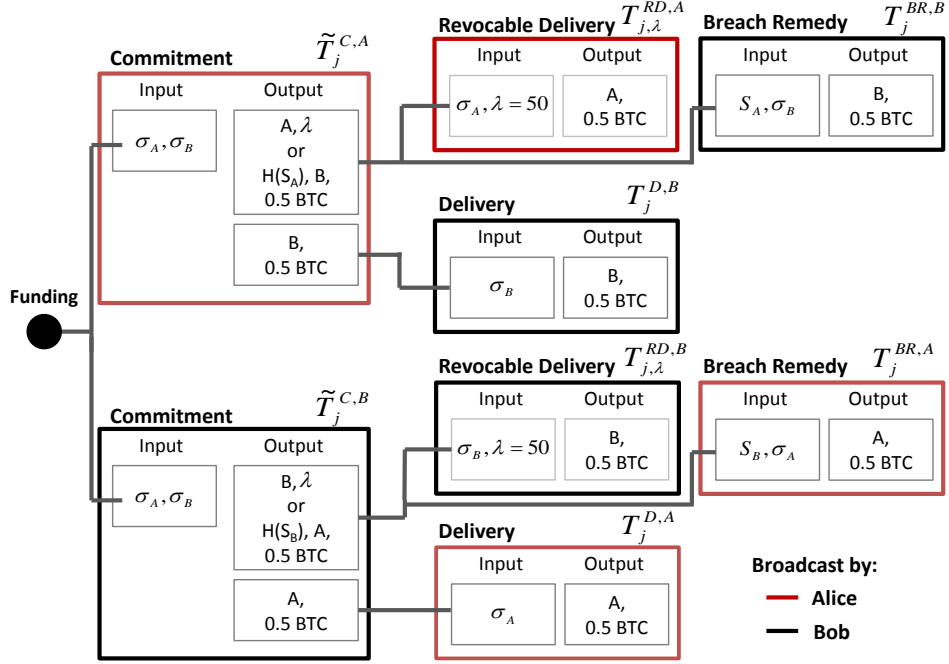 Commitment
T̃_j^{C,A}
Input
Output
σ_A, σ_B
A, λ
or
H(S_A), B,
0.5 BTC
B,
0.5 BTC
Revocable Delivery
T_{j,λ}^{RD,A}
Input
Output
σ_A, λ = 50
A,
0.5 BTC
Breach Remedy
T_j^{BR,B}
Input
Output
S_A, σ_B
B,
0.5 BTC
Delivery
T_j^{D,B}
Input
Output
σ_B
B,
0.5 BTC
Funding
Commitment
T̃_j^{C,B}
Input
Output
σ_A, σ_B
B, λ
or
H(S_B), A,
0.5 BTC
A,
0.5 BTC
Revocable Delivery
T_{j,λ}^{RD,B}
Input
Output
σ_B, λ = 50
B,
0.5 BTC
Breach Remedy
T_j^{BR,A}
Input
Output
S_B, σ_A
A,
0.5 BTC
Delivery
T_j^{D,A}
Input
Output
σ_A
A,
0.5 BTC
Broadcast by:
Alice
Bob